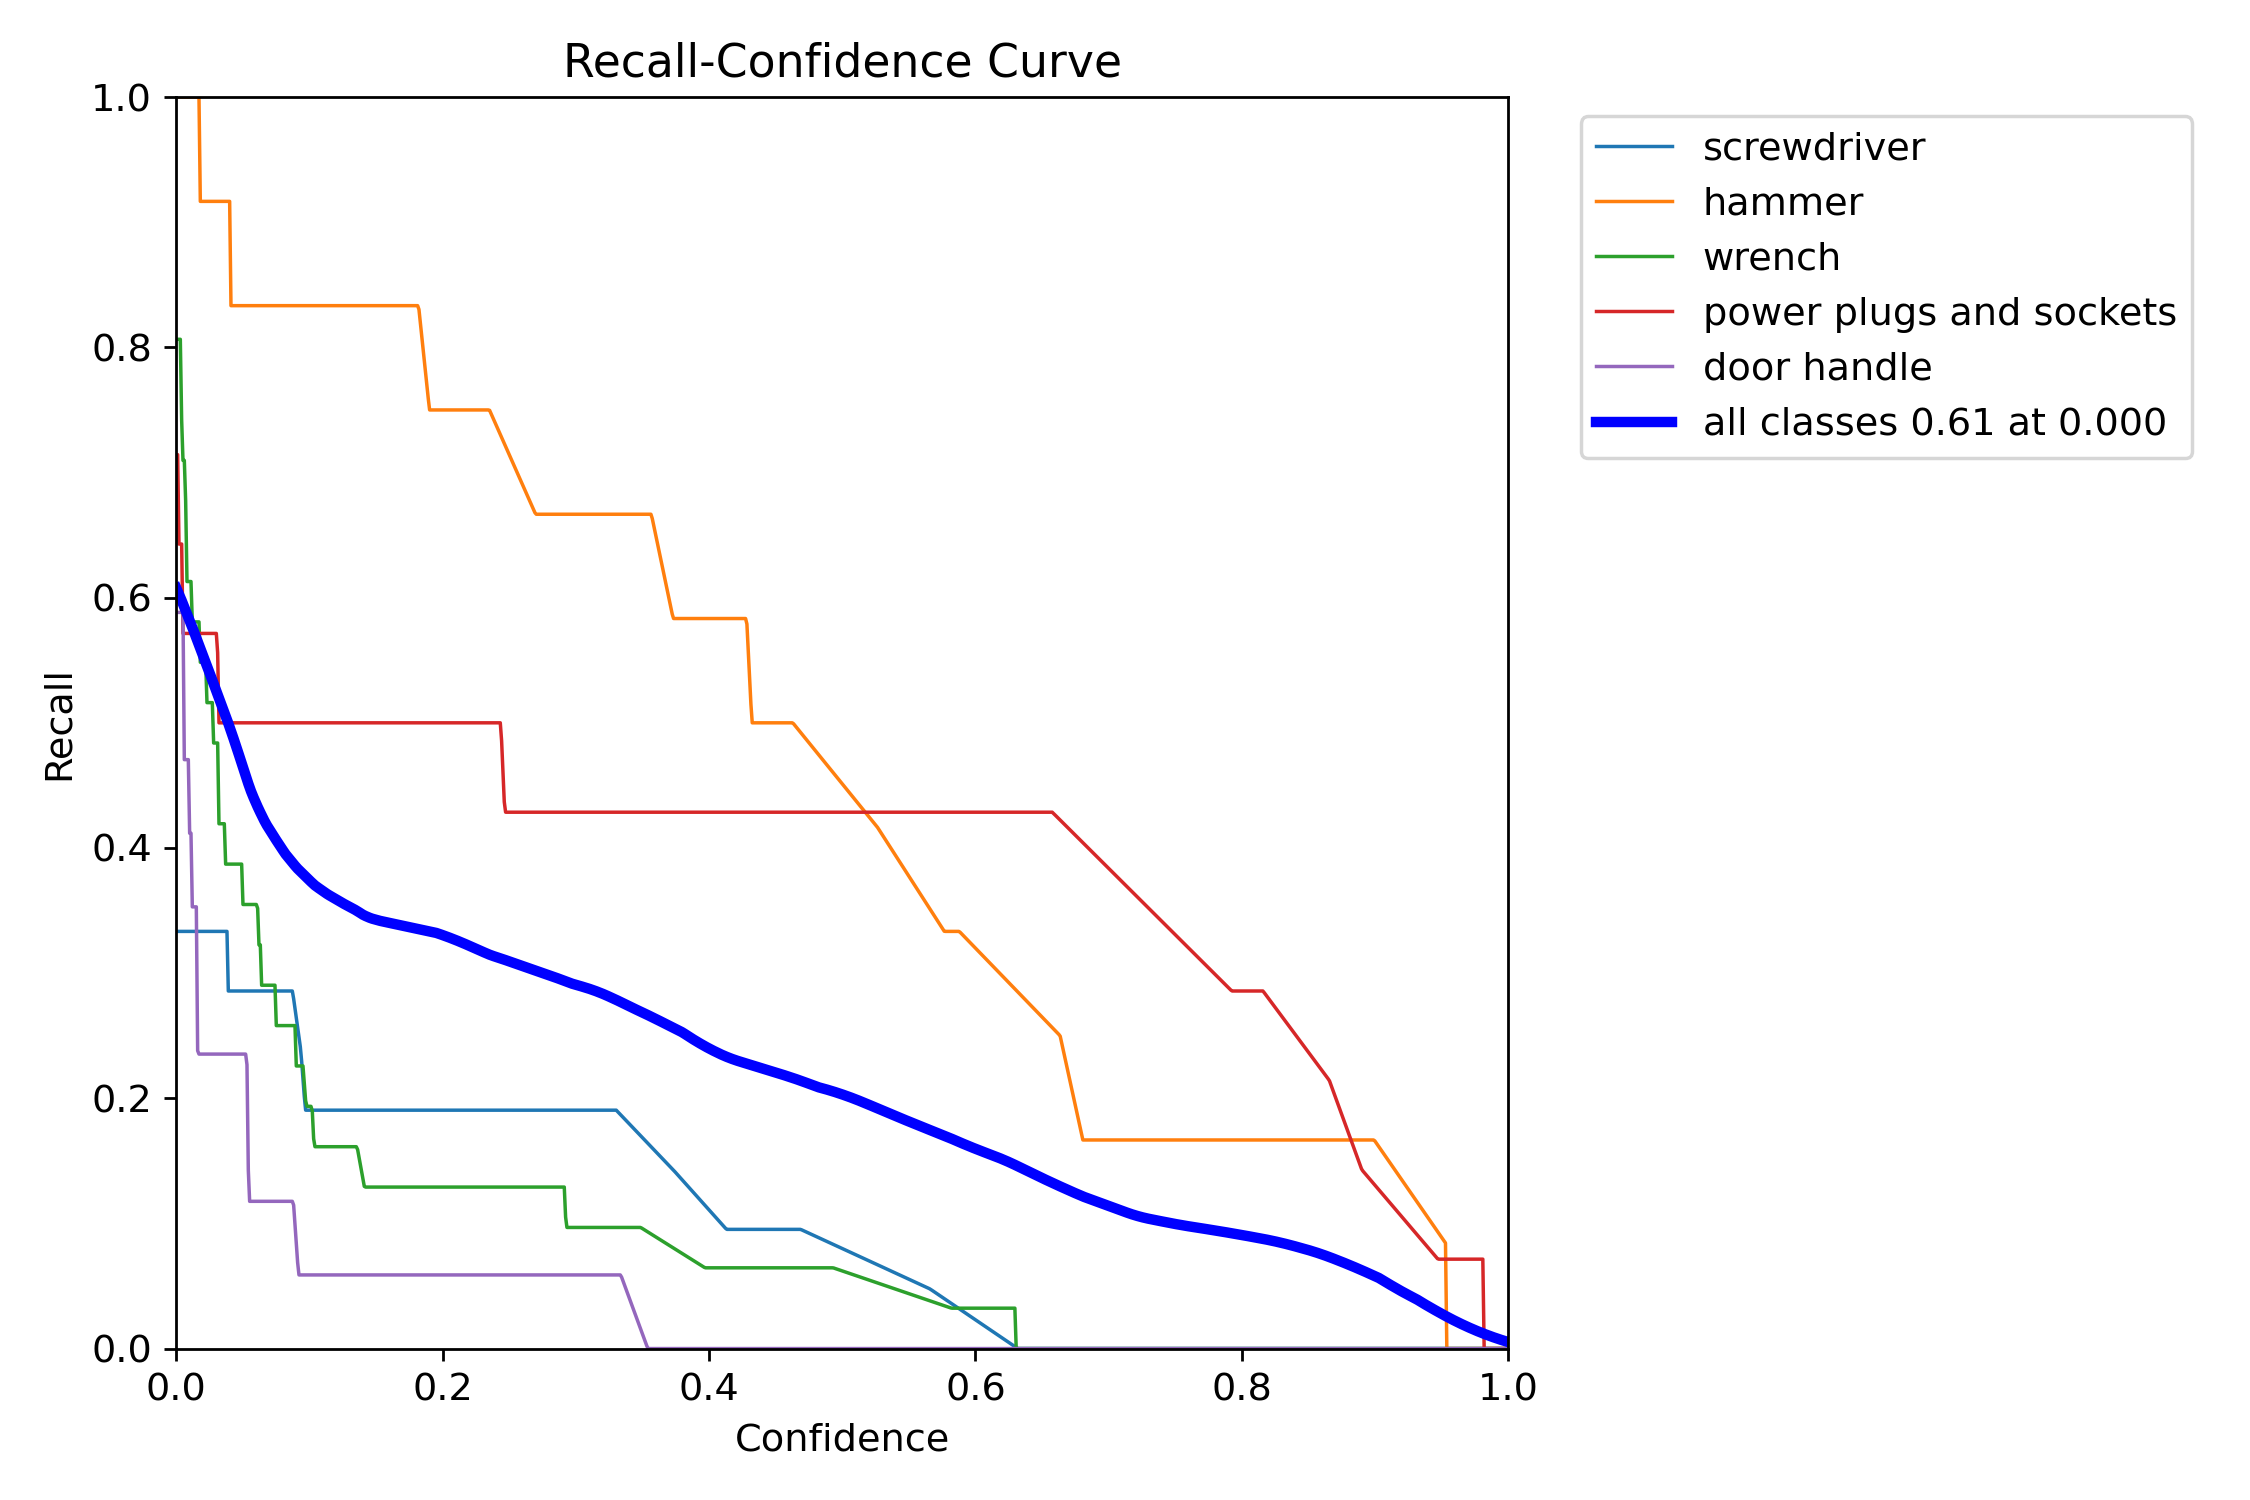 Recall-Confidence Curve
1.0
0.8
0.6
0.4
0.2
0.0
Recall
0.0 0.2 0.4 0.6 0.8 1.0
Confidence
screwdriver
hammer
wrench
power plugs and sockets
door handle
all classes 0.61 at 0.000